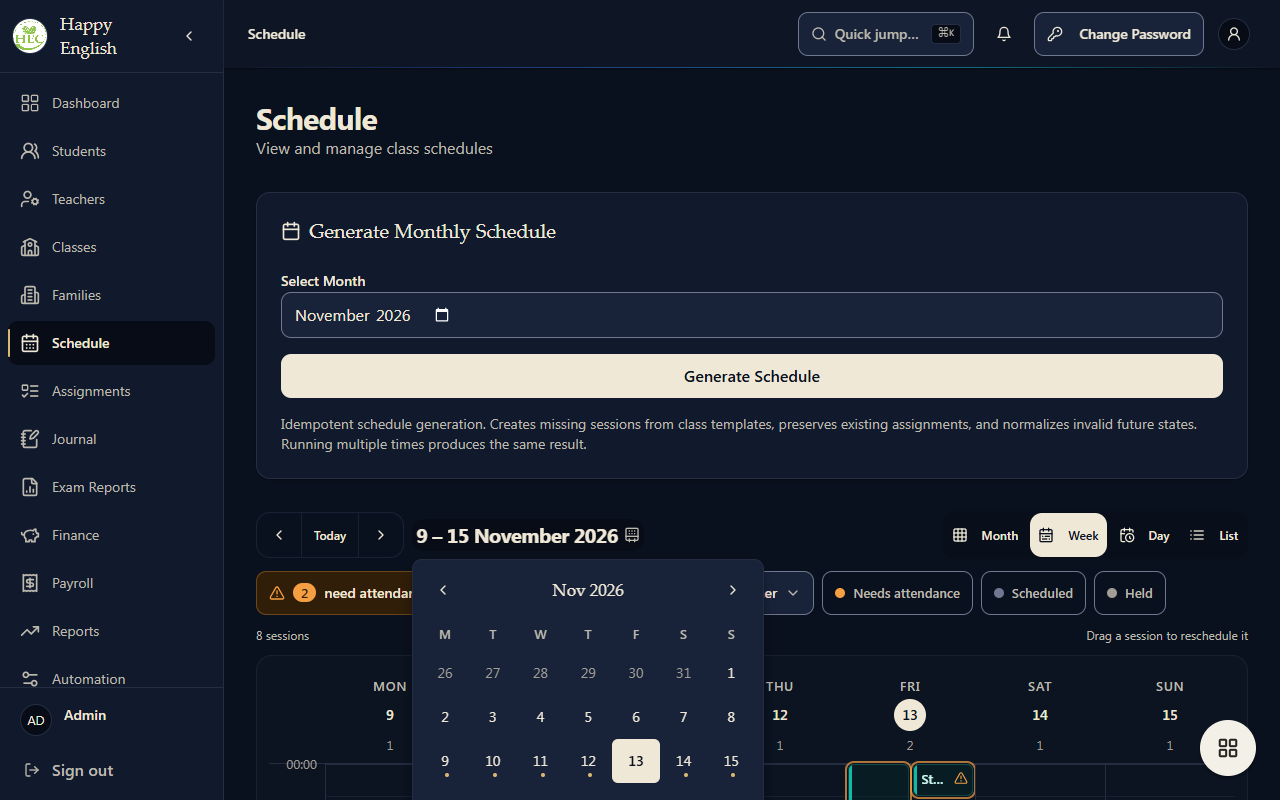 HEC
Happy
English
Schedule
Quick jump...
⌘K
Change Password
Dashboard
Students
Teachers
Classes
Families
Schedule
Assignments
Journal
Exam Reports
Finance
Payroll
Reports
Automation
AD
Admin
Sign out
Schedule
View and manage class schedules
Generate Monthly Schedule
Select Month
November 2026
Generate Schedule
Idempotent schedule generation. Creates missing sessions from class templates, preserves existing assignments, and normalizes invalid future states.
Running multiple times produces the same result.
Today
9 – 15 November 2026
Month
Week
Day
List
2 need attendan
er
Needs attendance
Scheduled
Held
8 sessions
Drag a session to reschedule it
Nov 2026
M T W T F S S
26 27 28 29 30 31 1
2 3 4 5 6 7 8
9 10 11 12 13 14 15
MON THU FRI SAT SUN
9 12 13 14 15
1 1 2 1 1
00:00
St...